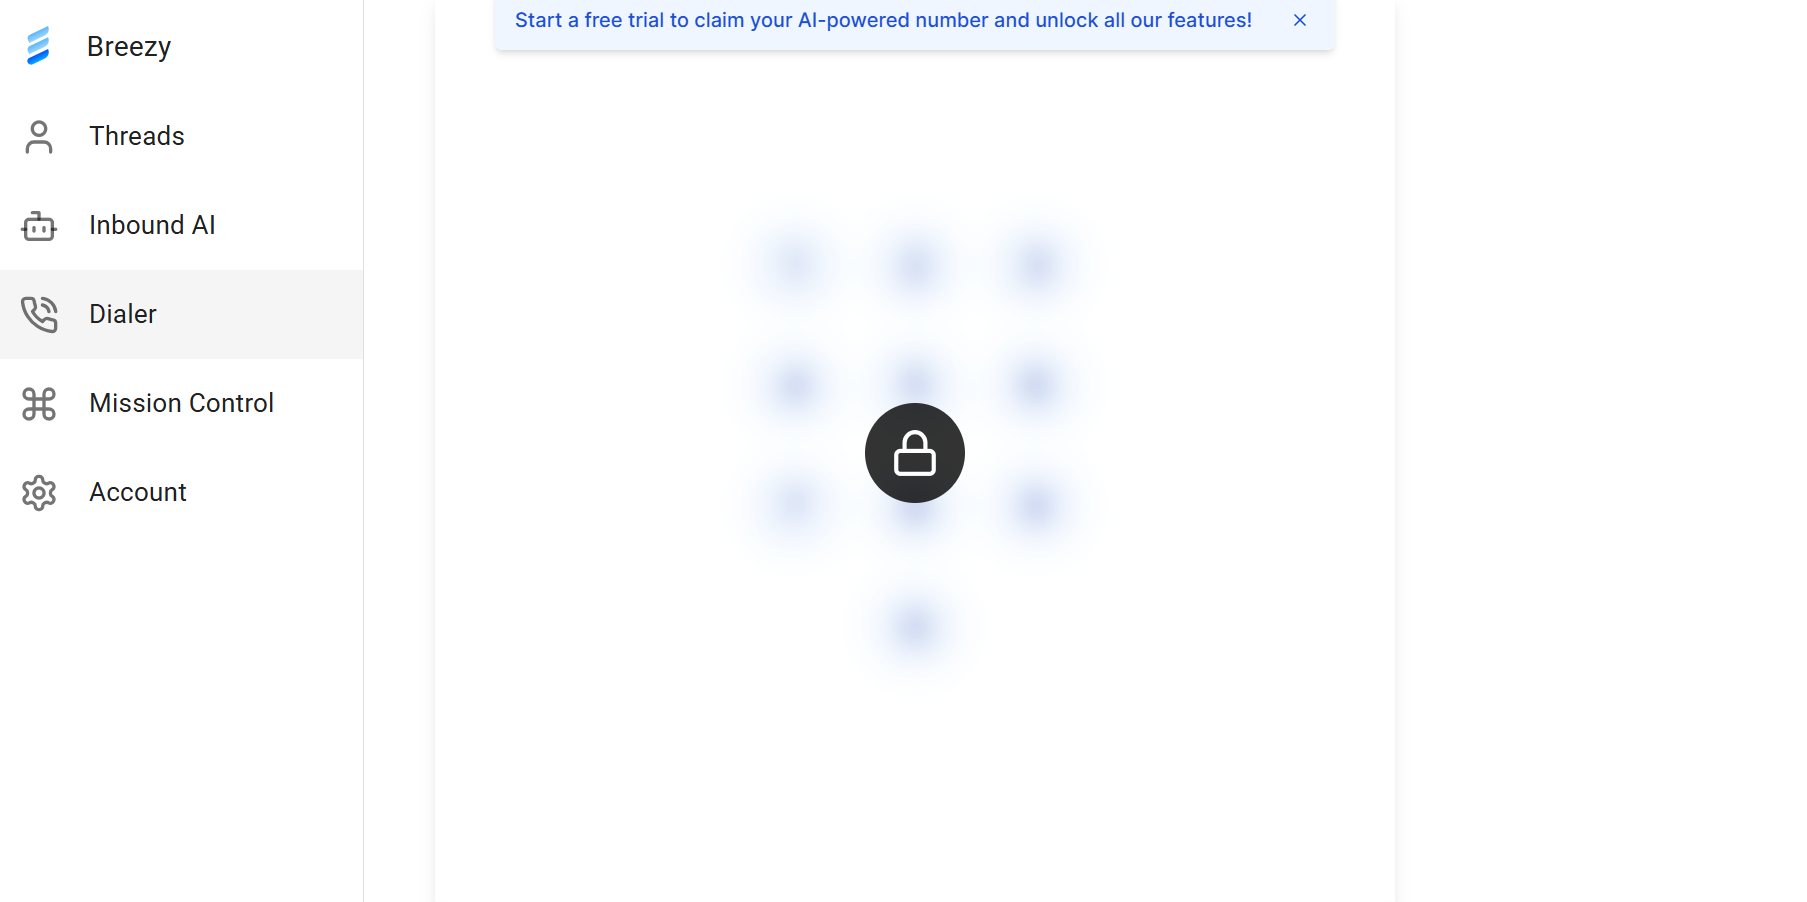 Start a free trial to claim your AI-powered number and unlock all our features!
Breezy
Threads
Inbound AI
Dialer
Mission Control
Account